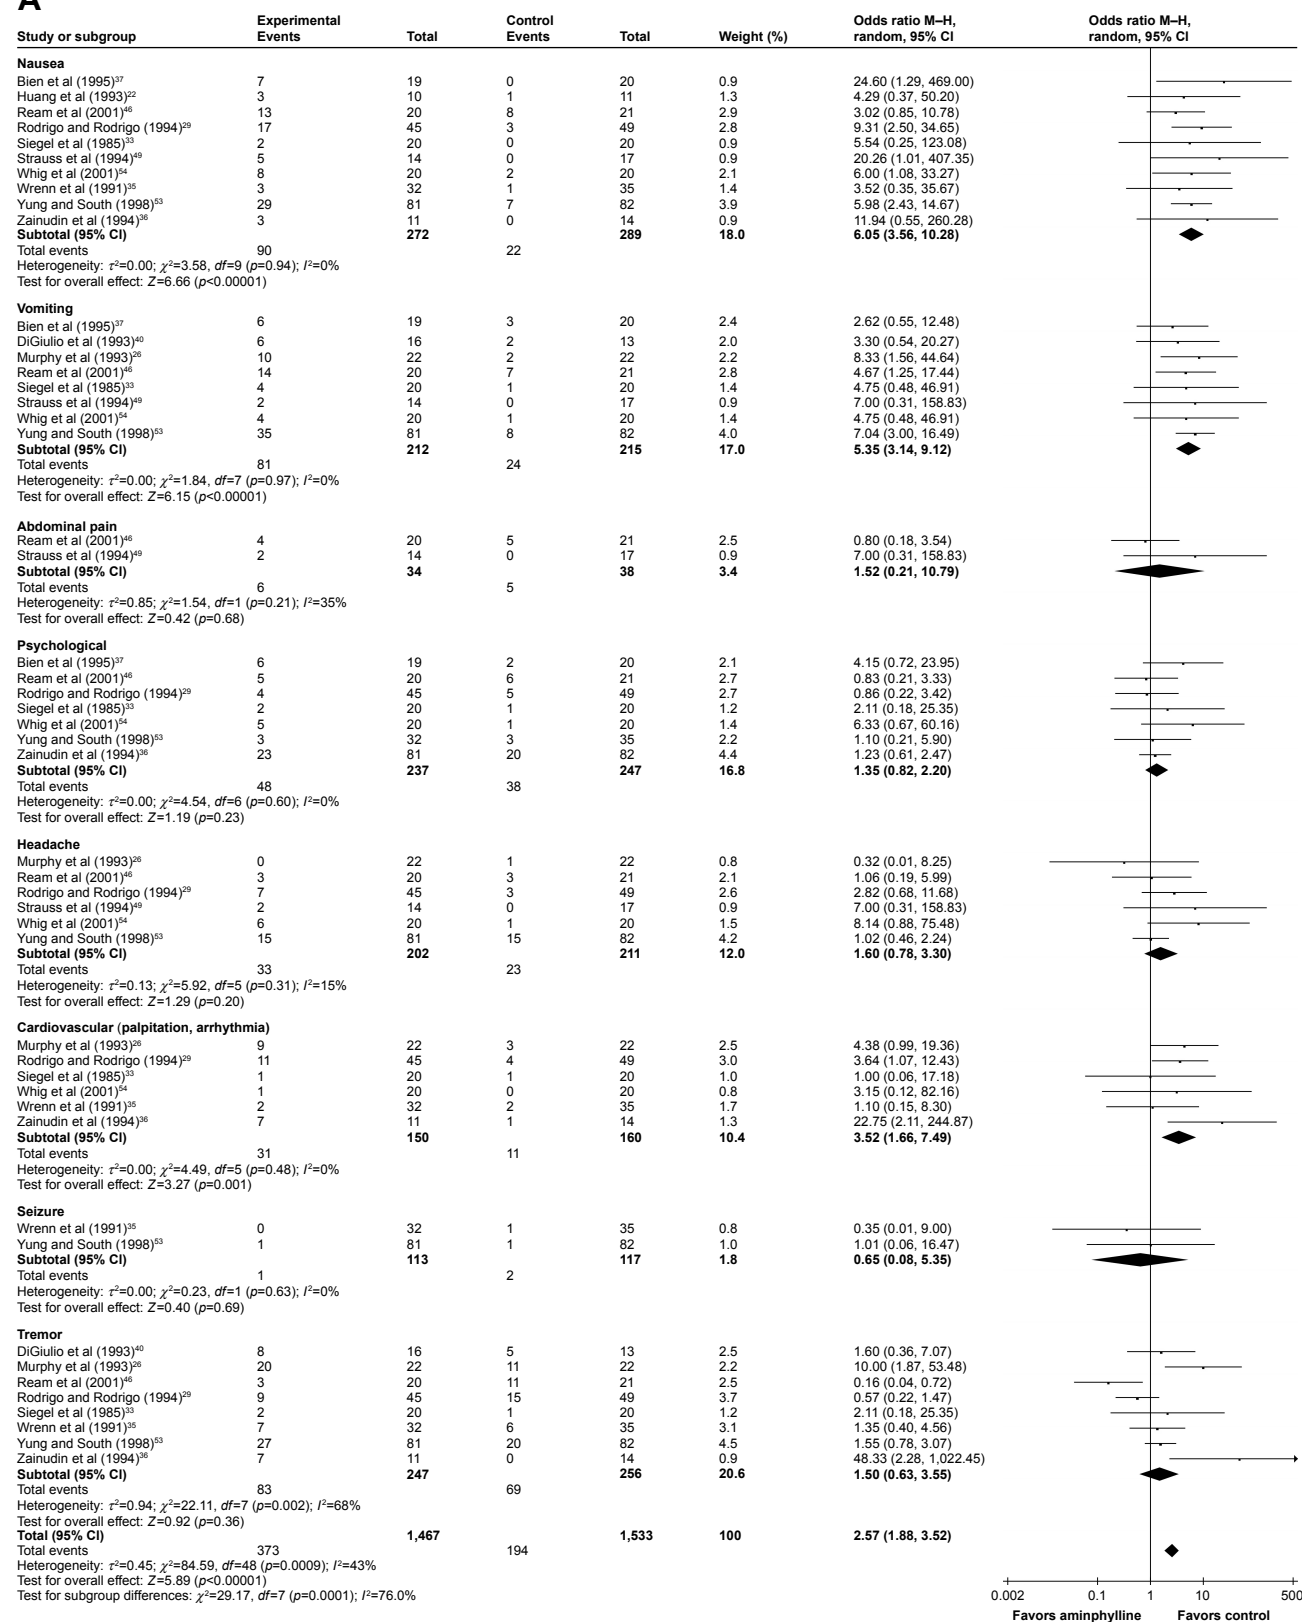 A
Experimental Control Odds ratio M–H, Odds ratio M–H,
Study or subgroup Events Total Events Total Weight (%) random, 95% CI random, 95% CI
Nausea
Bien et al (1995)37 7 19 0 20 0.9 24.60 (1.29, 469.00)
Huang et al (1993)22 3 10 1 11 1.3 4.29 (0.37, 50.20)
Ream et al (2001)46 13 20 8 21 2.9 3.02 (0.85, 10.78)
Rodrigo and Rodrigo (1994)29 17 45 3 49 2.8 9.31 (2.50, 34.65)
Siegel et al (1985)33 2 20 0 20 0.9 5.54 (0.25, 123.08)
Strauss et al (1994)49 5 14 0 17 0.9 20.26 (1.01, 407.35)
Whig et al (2001)54 8 20 2 20 2.1 6.00 (1.08, 33.27)
Wrenn et al (1991)35 3 32 1 35 1.4 3.52 (0.35, 35.67)
Yung and South (1998)53 29 81 7 82 3.9 5.98 (2.43, 14.67)
Zainudin et al (1994)36 3 11 0 14 0.9 11.94 (0.55, 260.28)
Subtotal (95% CI) 272 289 18.0 6.05 (3.56, 10.28)
Total events 90 22
Heterogeneity: τ²=0.00; χ²=3.58, df=9 (p=0.94); I²=0%
Test for overall effect: Z=6.66 (p<0.00001)
Vomiting
Bien et al (1995)37 6 19 3 20 2.4 2.62 (0.55, 12.48)
DiGiulio et al (1993)40 6 16 2 13 2.0 3.30 (0.54, 20.27)
Murphy et al (1993)26 10 22 2 22 2.2 8.33 (1.56, 44.64)
Ream et al (2001)46 14 20 7 21 2.8 4.67 (1.25, 17.44)
Siegel et al (1985)33 4 20 1 20 1.4 4.75 (0.48, 46.91)
Strauss et al (1994)49 2 14 0 17 0.9 7.00 (0.31, 158.83)
Whig et al (2001)54 4 20 1 20 1.4 4.75 (0.48, 46.91)
Yung and South (1998)53 35 81 8 82 4.0 7.04 (3.00, 16.49)
Subtotal (95% CI) 212 215 17.0 5.35 (3.14, 9.12)
Total events 81 24
Heterogeneity: τ²=0.00; χ²=1.84, df=7 (p=0.97); I²=0%
Test for overall effect: Z=6.15 (p<0.00001)
Abdominal pain
Ream et al (2001)46 4 20 5 21 2.5 0.80 (0.18, 3.54)
Strauss et al (1994)49 2 14 0 17 0.9 7.00 (0.31, 158.83)
Subtotal (95% CI) 34 38 3.4 1.52 (0.21, 10.79)
Total events 6 5
Heterogeneity: τ²=0.85; χ²=1.54, df=1 (p=0.21); I²=35%
Test for overall effect: Z=0.42 (p=0.68)
Psychological
Bien et al (1995)37 6 19 2 20 2.1 4.15 (0.72, 23.95)
Ream et al (2001)46 5 20 6 21 2.7 0.83 (0.21, 3.33)
Rodrigo and Rodrigo (1994)29 4 45 5 49 2.7 0.86 (0.22, 3.42)
Siegel et al (1985)33 2 20 1 20 1.2 2.11 (0.18, 25.35)
Whig et al (2001)54 5 20 1 20 1.4 6.33 (0.67, 60.16)
Yung and South (1998)53 3 32 3 35 2.2 1.10 (0.21, 5.90)
Zainudin et al (1994)36 23 81 20 82 4.4 1.23 (0.61, 2.47)
Subtotal (95% CI) 237 247 16.8 1.35 (0.82, 2.20)
Total events 48 38
Heterogeneity: τ²=0.00; χ²=4.54, df=6 (p=0.60); I²=0%
Test for overall effect: Z=1.19 (p=0.23)
Headache
Murphy et al (1993)26 0 22 1 22 0.8 0.32 (0.01, 8.25)
Ream et al (2001)46 3 20 3 21 2.1 1.06 (0.19, 5.99)
Rodrigo and Rodrigo (1994)29 7 45 3 49 2.6 2.82 (0.68, 11.68)
Strauss et al (1994)49 2 14 0 17 0.9 7.00 (0.31, 158.83)
Whig et al (2001)54 6 20 1 20 1.5 8.14 (0.88, 75.48)
Yung and South (1998)53 15 81 15 82 4.2 1.02 (0.46, 2.24)
Subtotal (95% CI) 202 211 12.0 1.60 (0.78, 3.30)
Total events 33 23
Heterogeneity: τ²=0.13; χ²=5.92, df=5 (p=0.31); I²=15%
Test for overall effect: Z=1.29 (p=0.20)
Cardiovascular (palpitation, arrhythmia)
Murphy et al (1993)26 9 22 3 22 2.5 4.38 (0.99, 19.36)
Rodrigo and Rodrigo (1994)29 11 45 4 49 3.0 3.64 (1.07, 12.43)
Siegel et al (1985)33 1 20 1 20 1.0 1.00 (0.06, 17.18)
Whig et al (2001)54 1 20 0 20 0.8 3.15 (0.12, 82.16)
Wrenn et al (1991)35 2 32 2 35 1.7 1.10 (0.15, 8.30)
Zainudin et al (1994)36 7 11 1 14 1.3 22.75 (2.11, 244.87)
Subtotal (95% CI) 150 160 10.4 3.52 (1.66, 7.49)
Total events 31 11
Heterogeneity: τ²=0.00; χ²=4.49, df=5 (p=0.48); I²=0%
Test for overall effect: Z=3.27 (p=0.001)
Seizure
Wrenn et al (1991)35 0 32 1 35 0.8 0.35 (0.01, 9.00)
Yung and South (1998)53 1 81 1 82 1.0 1.01 (0.06, 16.47)
Subtotal (95% CI) 113 117 1.8 0.65 (0.08, 5.35)
Total events 1 2
Heterogeneity: τ²=0.00; χ²=0.23, df=1 (p=0.63); I²=0%
Test for overall effect: Z=0.40 (p=0.69)
Tremor
DiGiulio et al (1993)40 8 16 5 13 2.5 1.60 (0.36, 7.07)
Murphy et al (1993)26 20 22 11 22 2.2 10.00 (1.87, 53.48)
Ream et al (2001)46 3 20 11 21 2.5 0.16 (0.04, 0.72)
Rodrigo and Rodrigo (1994)29 9 45 15 49 3.7 0.57 (0.22, 1.47)
Siegel et al (1985)33 2 20 1 20 1.2 2.11 (0.18, 25.35)
Wrenn et al (1991)35 7 32 6 35 3.1 1.35 (0.40, 4.56)
Yung and South (1998)53 27 81 20 82 4.5 1.55 (0.78, 3.07)
Zainudin et al (1994)36 7 11 0 14 0.9 48.33 (2.28, 1,022.45)
Subtotal (95% CI) 247 256 20.6 1.50 (0.63, 3.55)
Total events 83 69
Heterogeneity: τ²=0.94; χ²=22.11, df=7 (p=0.002); I²=68%
Test for overall effect: Z=0.92 (p=0.36)
Total (95% CI) 1,467 1,533 100 2.57 (1.88, 3.52)
Total events 373 194
Heterogeneity: τ²=0.45; χ²=84.59, df=48 (p=0.0009); I²=43%
Test for overall effect: Z=5.89 (p<0.00001)
Test for subgroup differences: χ²=29.17, df=7 (p=0.0001); I²=76.0%
0.002 0.1 1 10 500
Favors aminophylline Favors control